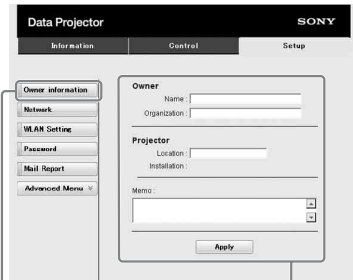 Data Projector
SONY
Information
Control
Setup
Owner information
Network
WLAN Setting
Password
Mail Report
Advanced Menu
Owner
Name :
Organization :
Projector
Location :
Installation :
Memo :
Apply